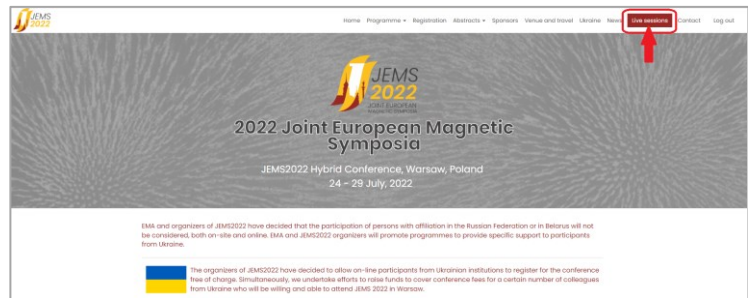 JEMS
2022
Home Programme Registration Abstracts Sponsors Venue and travel Ukraine News Live sessions Contact Log out
JEMS
2022
JOINT EUROPEAN
MAGNETIC SYMPOSIA
2022 Joint European Magnetic
Symposia
JEMS2022 Hybrid Conference, Warsaw, Poland
24 – 29 July, 2022
EMA and organizers of JEMS2022 have decided that the participation of persons with affiliation in the Russian Federation or in Belarus will not
be considered, both on-site and online. EMA and JEMS2022 organizers will promote programmes to provide specific support to participants
from Ukraine.
The organizers of JEMS2022 have decided to allow on-line participants from Ukrainian institutions to register for the conference
free of charge. Simultaneously, we undertake efforts to raise funds to cover conference fees for a certain number of colleagues
from Ukraine who will be willing and able to attend JEMS 2022 in Warsaw.